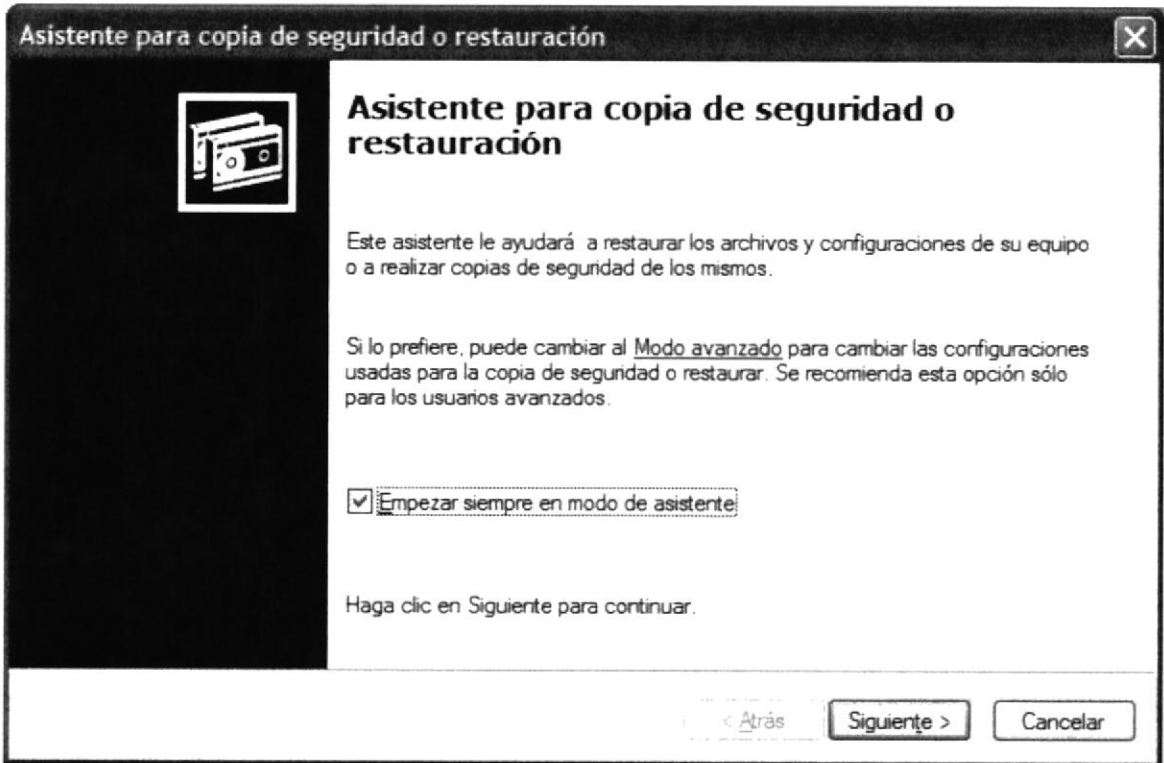 Asistente para copia de seguridad o restauración
Asistente para copia de seguridad o
restauración
Este asistente le ayudará a restaurar los archivos y configuraciones de su equipo
o a realizar copias de seguridad de los mismos.
Si lo prefiere, puede cambiar al Modo avanzado para cambiar las configuraciones
usadas para la copia de seguridad o restaurar. Se recomienda esta opción sólo
para los usuarios avanzados.
Empezar siempre en modo de asistente
Haga clic en Siguiente para continuar.
< Atrás Siguiente > Cancelar